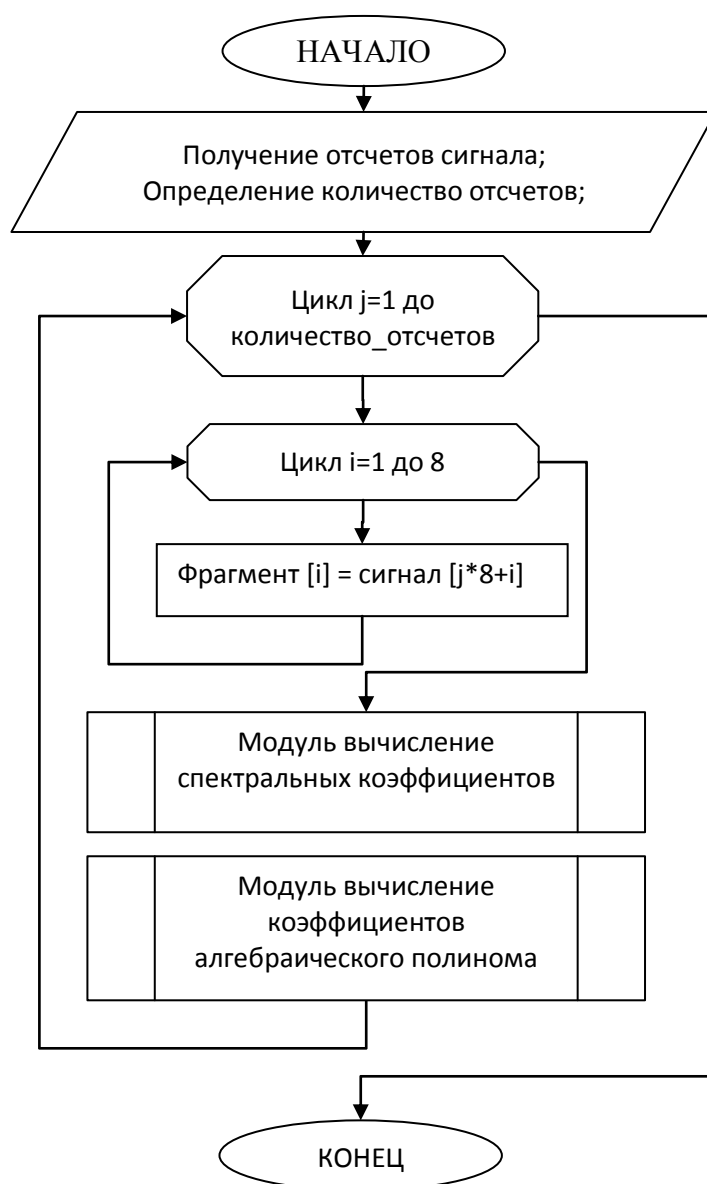 НАЧАЛО
Получение отсчетов сигнала;
Определение количество отсчетов;
Цикл j=1 до
количество_отсчетов
Цикл i=1 до 8
Фрагмент [i] = сигнал [j*8+i]
Модуль вычисление
спектральных коэффициентов
Модуль вычисление
коэффициентов
алгебраического полинома
КОНЕЦ